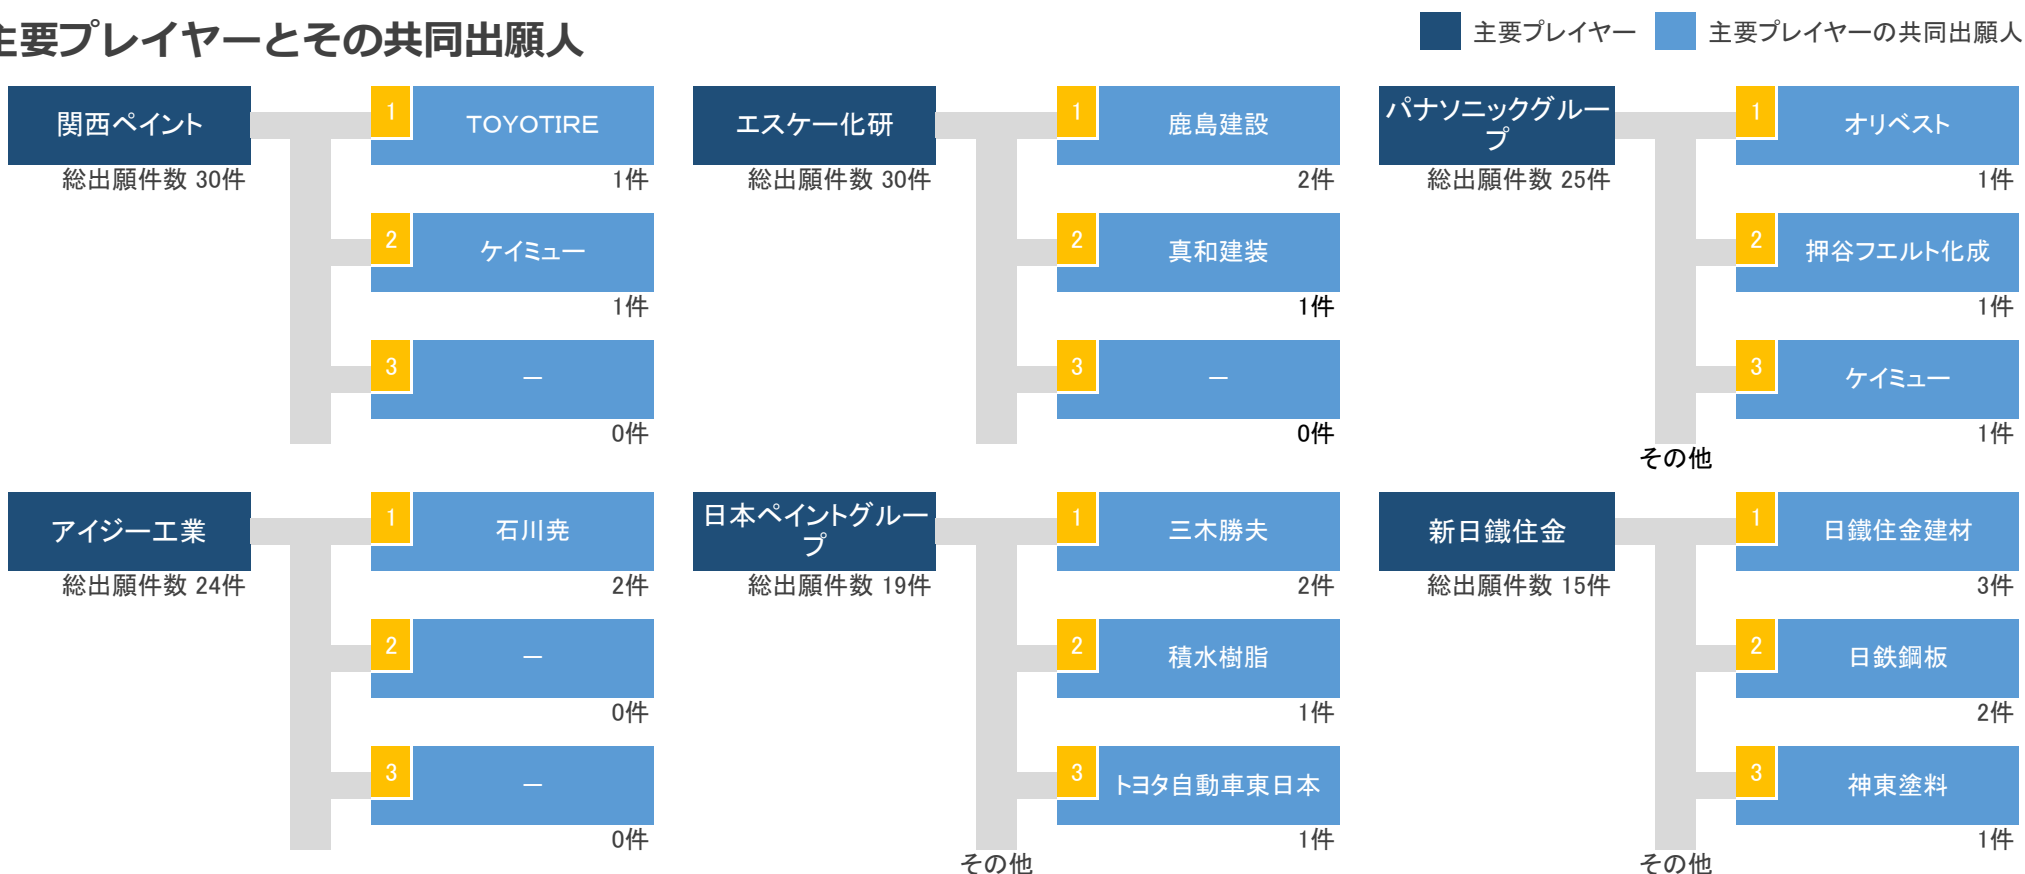 主要プレイヤーとその共同出願人
主要プレイヤー
主要プレイヤーの共同出願人
関西ペイント
総出願件数 30件
1
TOYOTIRE
1件
2
ケイミュー
1件
3
－
0件
エスケー化研
総出願件数 30件
1
鹿島建設
2件
2
真和建装
1件
3
－
0件
パナソニックグルー
プ
総出願件数 25件
1
オリベスト
1件
2
押谷フエルト化成
1件
3
ケイミュー
1件
その他
アイジー工業
総出願件数 24件
1
石川尭
2件
2
－
0件
3
－
0件
日本ペイントグルー
プ
総出願件数 19件
1
三木勝夫
2件
2
積水樹脂
1件
3
トヨタ自動車東日本
1件
その他
新日鐵住金
総出願件数 15件
1
日鐵住金建材
3件
2
日鉄鋼板
2件
3
神東塗料
1件
その他